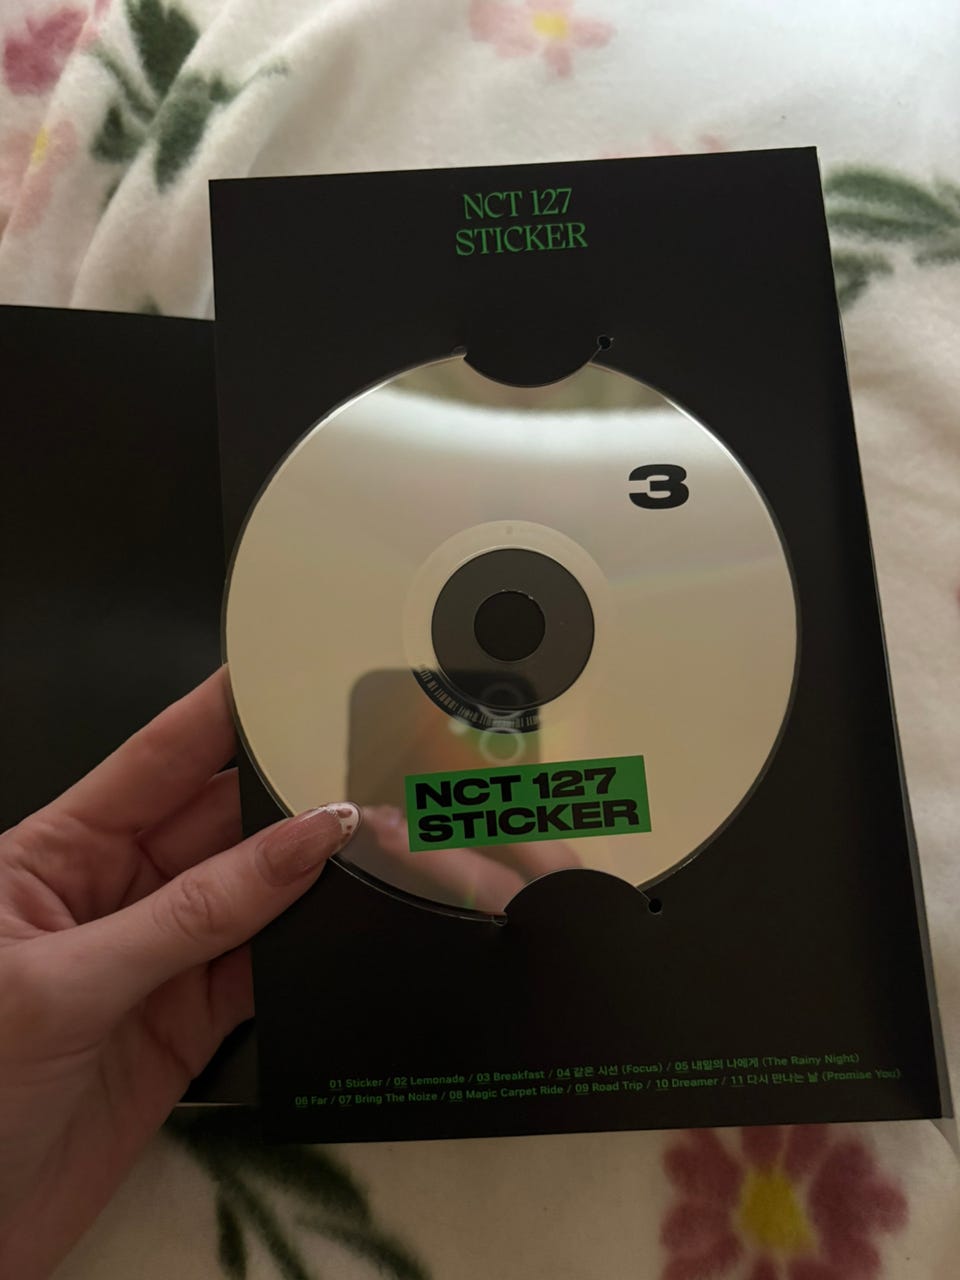 NCT 127
STICKER
3
NCT 127
STICKER
01 Sticker / 02 Lemonade / 03 Breakfast / 04 같은 시선 (Focus) / 05 내일의 나에게 (The Rainy Night)
06 Far / 07 Bring The Noize / 08 Magic Carpet Ride / 09 Road Trip / 10 Dreamer / 11 다시 만나는 날 (Promise You)